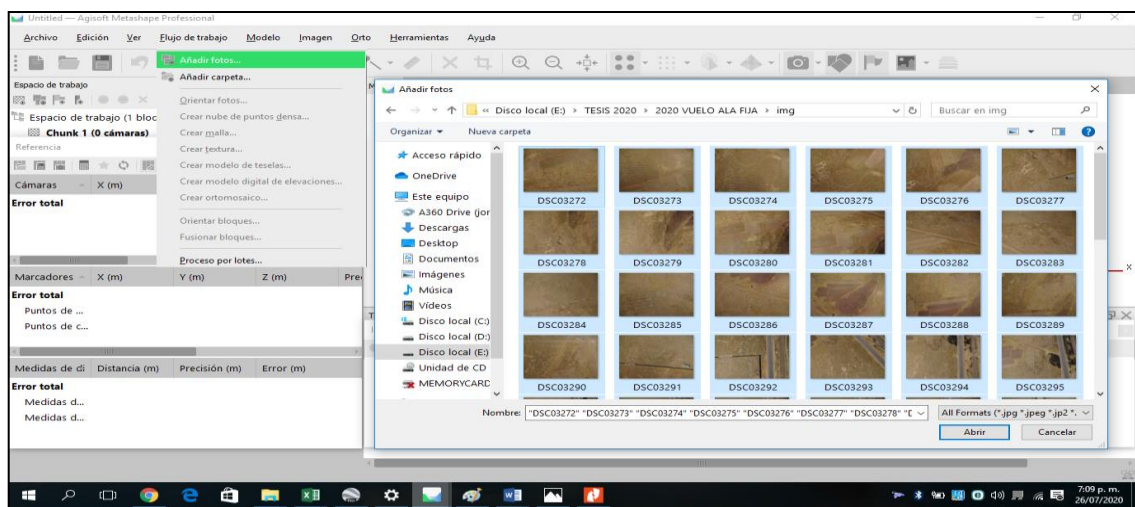 Untitled — Agisoft Metashape Professional
Archivo Edición Ver Flujo de trabajo Modelo Imagen Orto Herramientas Ayuda
Añadir fotos...
Añadir carpeta...
Orientar fotos...
Crear nube de puntos densa...
Crear malla...
Crear textura...
Crear modelo de teselas...
Crear modelo digital de elevaciones...
Crear ortomosaico...
Orientar bloques...
Fusionar bloques...
Proceso por lotes...
Espacio de trabajo
Espacio de trabajo (1 bloc
Chunk 1 (0 cámaras)
Referencia
Cámaras X (m)
Error total
Marcadores X (m) Y (m) Z (m) Pre
Error total
Puntos de ...
Puntos de c...
Medidas de di Distancia (m) Precisión (m) Error (m)
Error total
Medidas d...
Medidas d...
Añadir fotos
« Disco local (E:) > TESIS 2020 > 2020 VUELO ALA FIJA > img
Buscar en img
Organizar Nueva carpeta
Acceso rápido
OneDrive
Este equipo
A360 Drive (jor
Descargas
Desktop
Documentos
Imágenes
Música
Vídeos
Disco local (C:)
Disco local (D:)
Disco local (E:)
Unidad de CD
MEMORYCARD
DSC03272 DSC03273 DSC03274 DSC03275 DSC03276 DSC03277
DSC03278 DSC03279 DSC03280 DSC03281 DSC03282 DSC03283
DSC03284 DSC03285 DSC03286 DSC03287 DSC03288 DSC03289
DSC03290 DSC03291 DSC03292 DSC03293 DSC03294 DSC03295
Nombre: "DSC03272" "DSC03273" "DSC03274" "DSC03275" "DSC03276" "DSC03277" "DSC03278" "D
All Formats (*.jpg *.jpeg *.jp2 *.
Abrir Cancelar
X
7:09 p. m.
26/07/2020